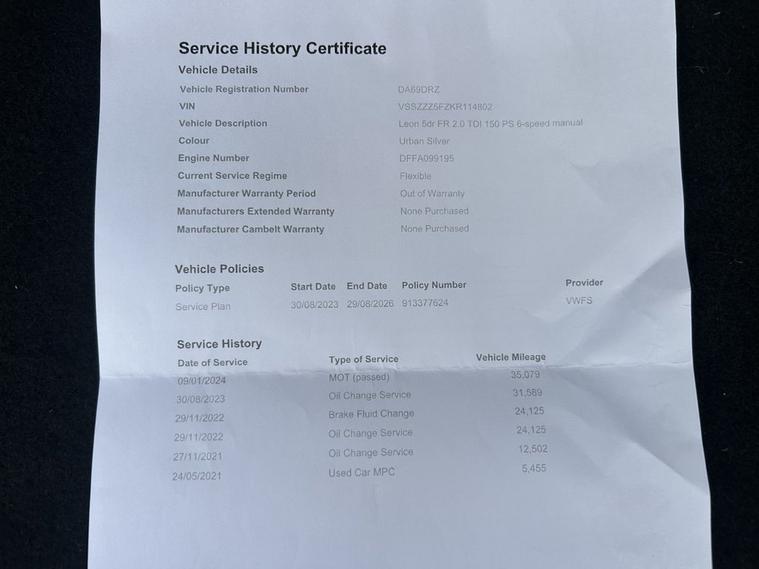 Service History Certificate
Vehicle Details
Vehicle Registration Number DA69DRZ
VIN VSSZZZ5FZKR114802
Vehicle Description Leon 5dr FR 2.0 TDI 150 PS 6-speed manual
Colour Urban Silver
Engine Number DFFA099195
Current Service Regime Flexible
Manufacturer Warranty Period Out of Warranty
Manufacturers Extended Warranty None Purchased
Manufacturer Cambelt Warranty None Purchased
Vehicle Policies
Policy Type Start Date End Date Policy Number Provider
Service Plan 30/08/2023 29/08/2026 913377624 VWFS
Service History
Date of Service Type of Service Vehicle Mileage
09/01/2024 MOT (passed) 35,079
30/08/2023 Oil Change Service 31,589
29/11/2022 Brake Fluid Change 24,125
29/11/2022 Oil Change Service 24,125
27/11/2021 Oil Change Service 12,502
24/05/2021 Used Car MPC 5,455